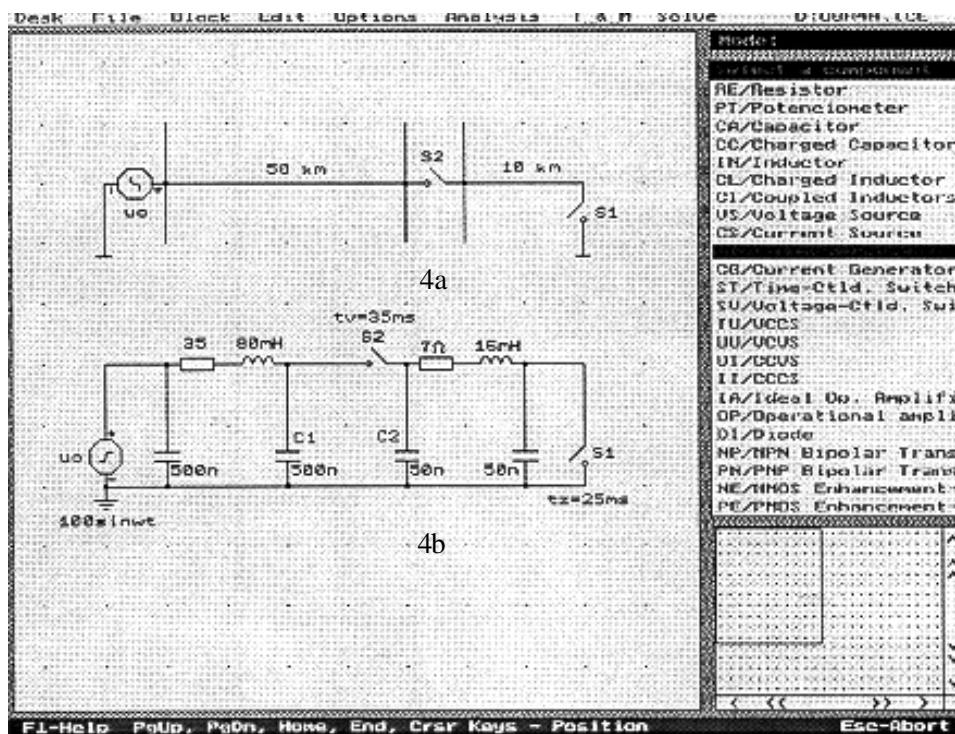 Desk File Block Edit Options Analysis T & M Solve
Mode:
Select a component
RE/Resistor
PT/Potenciometer
CA/Capacitor
CC/Charged Capacitor
IN/Inductor
CL/Charged Inductor
CI/Coupled Inductors
VS/Voltage Source
CS/Current Source
CG/Current Generator
ST/Time-Ctld. Switch
SV/Voltage-Ctld. Swi
IU/VCCS
UU/VCVS
UI/CCVS
II/CCCS
IA/Ideal Op. Amplifi
OP/Operational ampli
DI/Diode
NP/NPN Bipolar Trans
PN/PNP Bipolar Trans
NE/NMOS Enhancement-
PE/PMOS Enhancement-
50 km
S2
10 km
uo
S1
4a
tv=35ms
35
80mH
S2
7Ω
16mH
C1
C2
uo
500n
500n
50n
50n
S1
tz=25ms
100sinwt
4b
F1-Help PgUp, PgDn, Home, End, Crsr Keys - Position
Esc-Abort